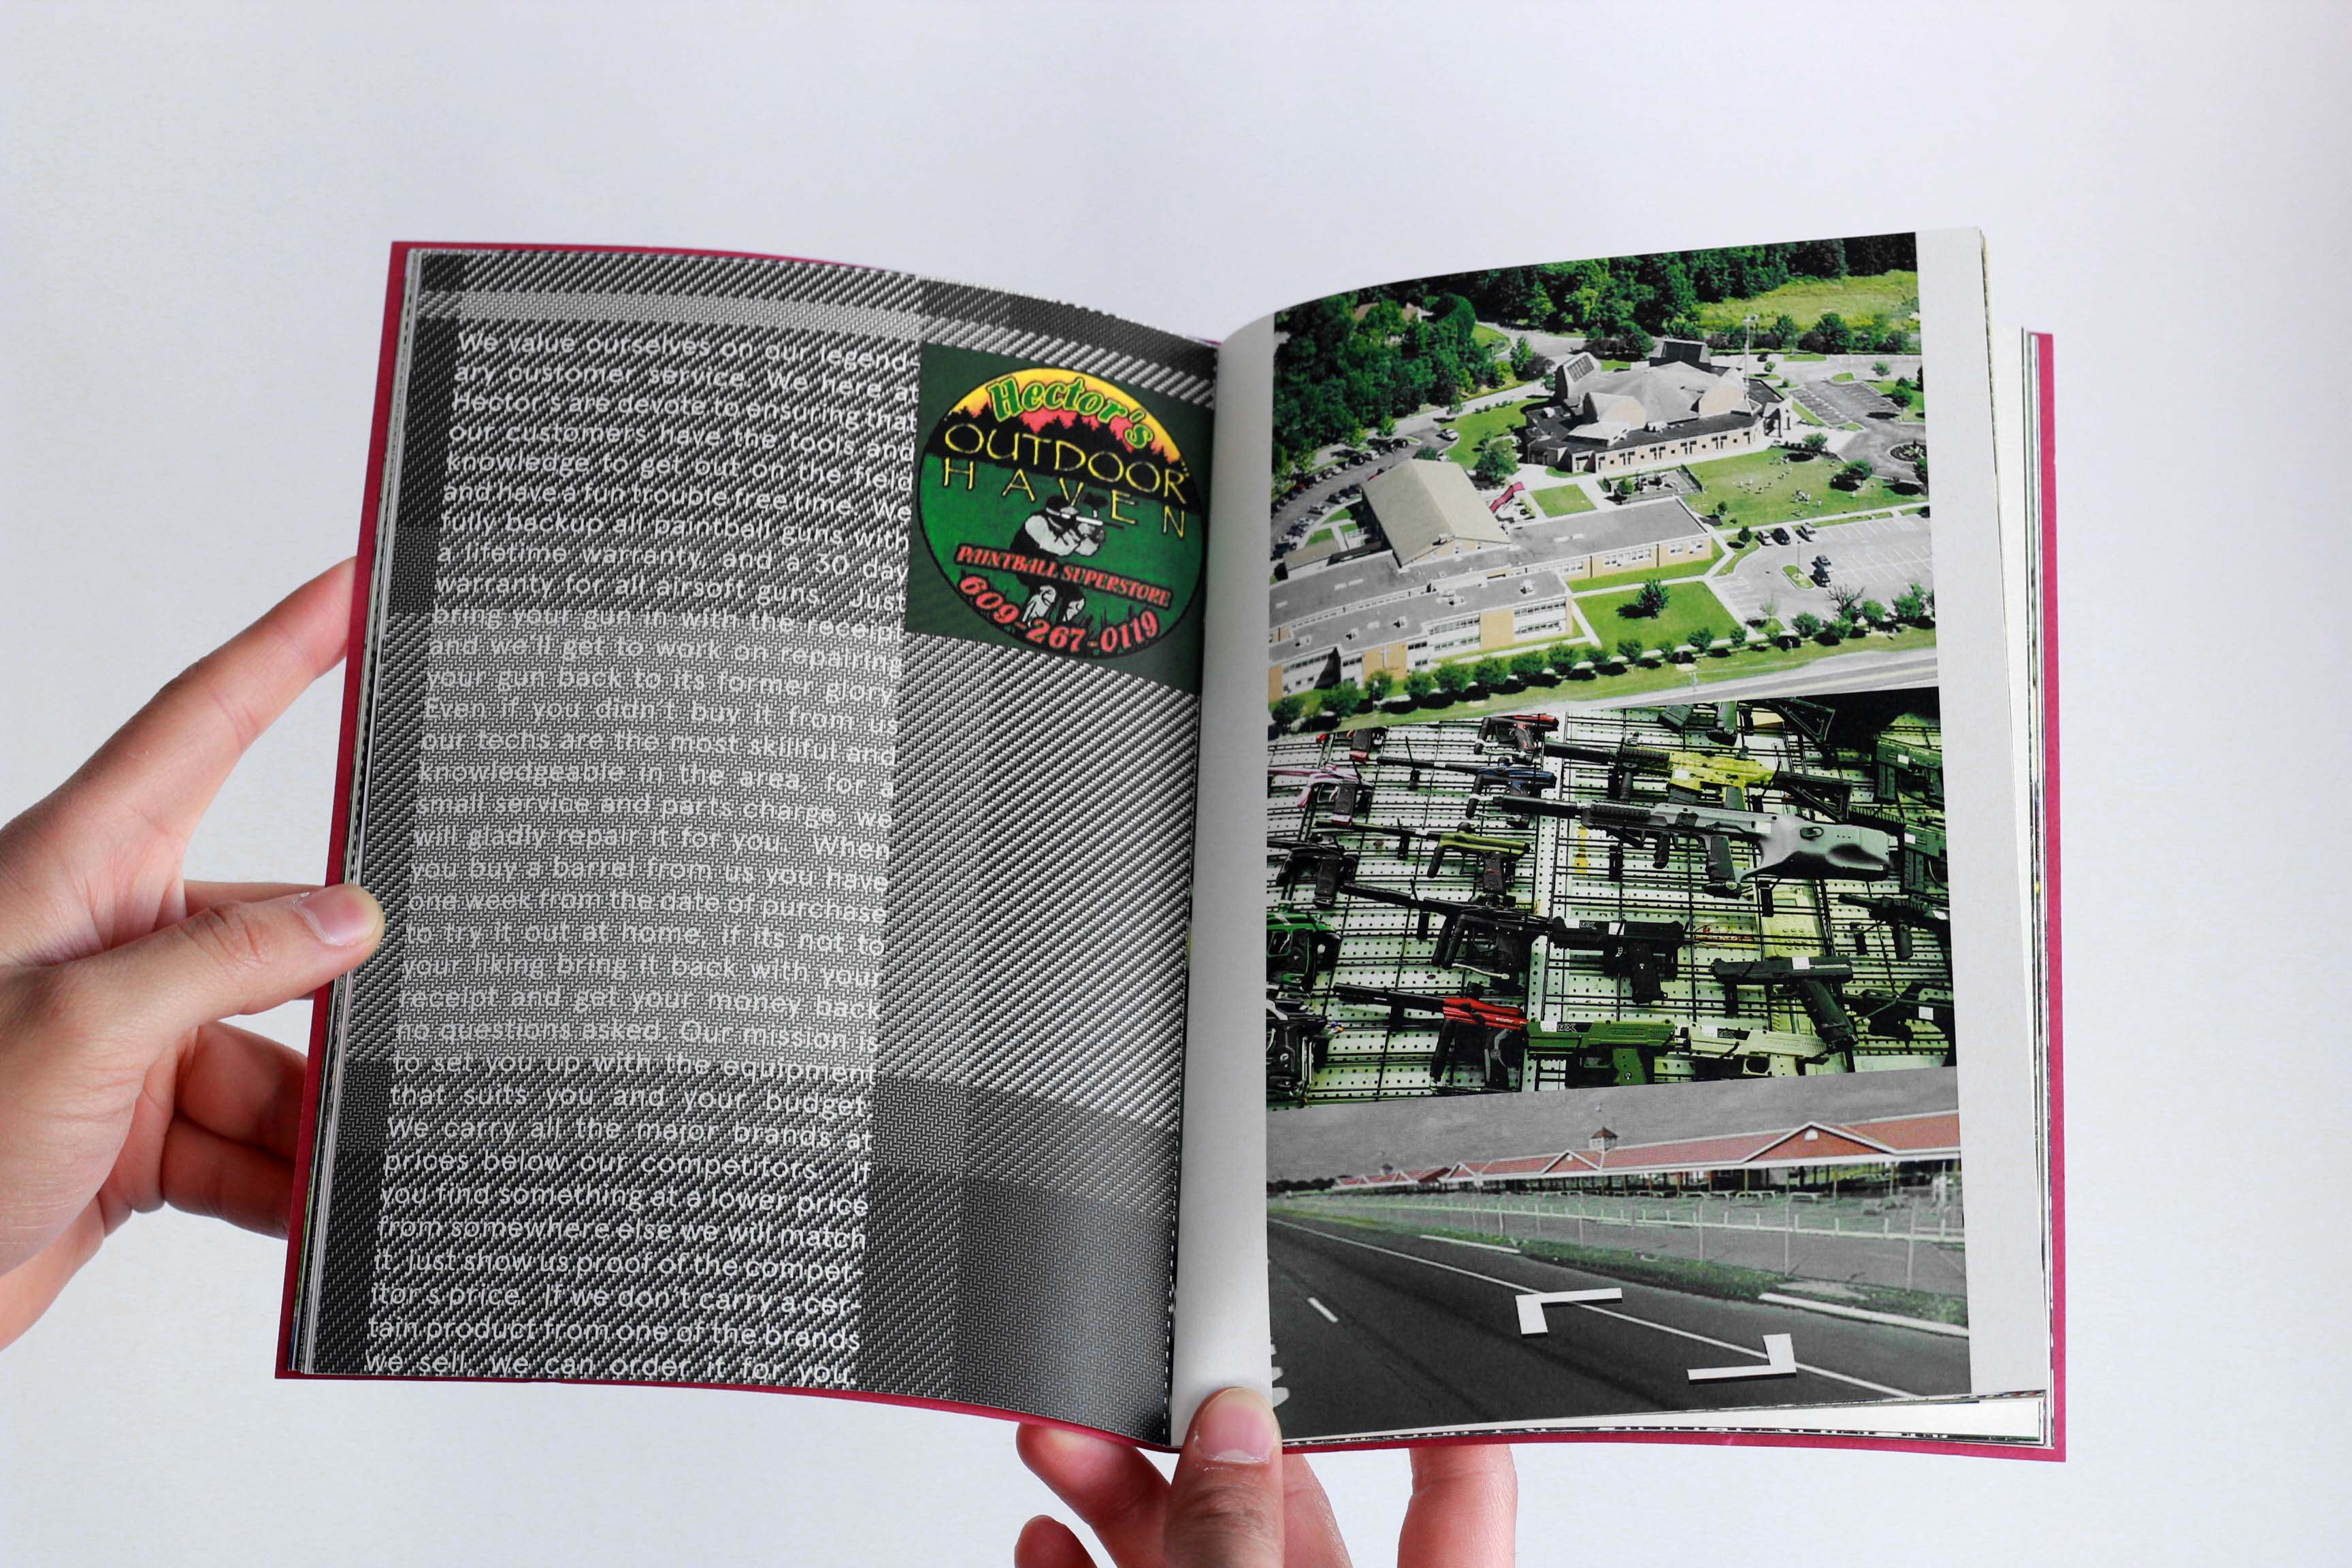 We value ourselves on our legend-
ary customer service. We here at
Hector's are devote to ensuring that
our customers have the tools and
knowledge to get out on the field
and have a fun trouble free time. We
fully backup all paintball guns with
a lifetime warranty, and a 30 day
warranty for all airsoft guns. Just
bring your gun in with the receipt
and we'll get to work on repairing
your gun back to its former glory.
Even if you didn't buy it from us
our techs are the most skillful and
knowledgeable in the area, for a
small service and parts charge, we
will gladly repair it for you. When
you buy a barrel from us you have
one week from the date of purchase
to try it out at home, if its not to
your liking bring it back with your
receipt and get your money back
no questions asked. Our mission is
to set you up with the equipment
that suits you and your budget.
We carry all the major brands at
prices below our competitors. If
you find something at a lower price
from somewhere else we will match
it. Just show us proof of the compet-
itor's price. If we don't carry a cer-
tain product from one of the brands
we sell, we can order it for you.
Hector's
OUTDOOR
HAVEN
PAINTBALL SUPERSTORE
609-267-0119